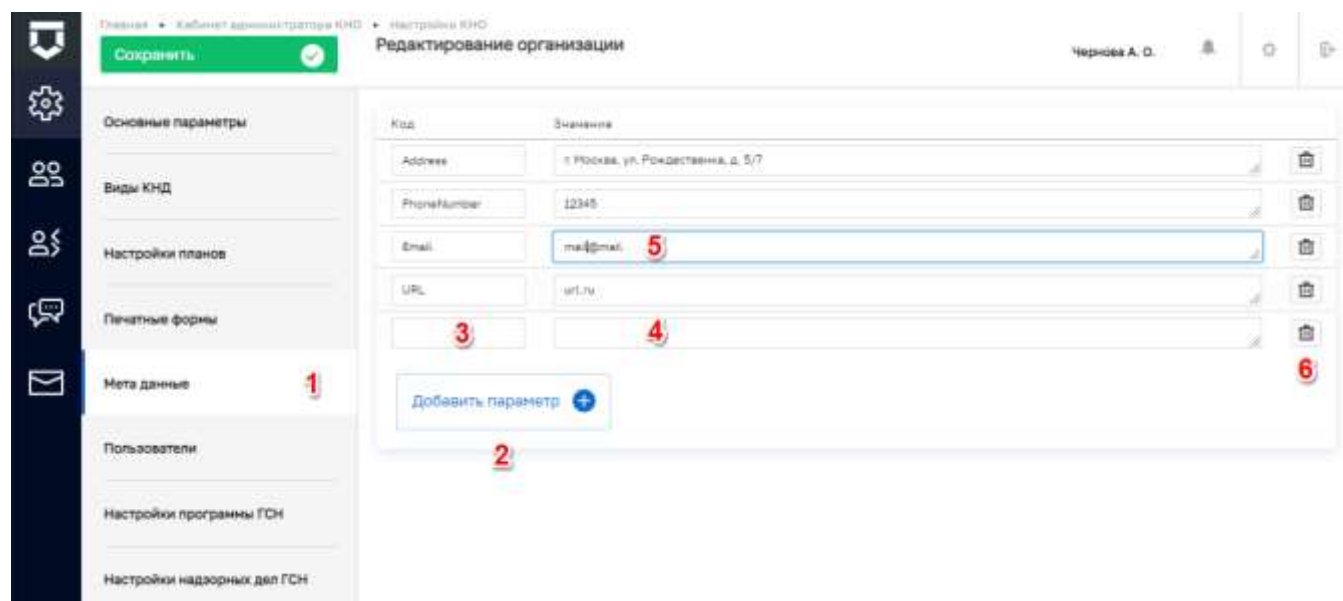 Главная ▸ Кабинет администратора КНО ▸ Настройки КНО
Сохранить
Редактирование организации
Чернова А. О.
Основные параметры
Виды КНД
Настройки планов
Печатные формы
Мета данные 1
Пользователи
Настройки программы ГСН
Настройки надзорных дел ГСН
Код Значение
Address г. Москва, ул. Рождественка, д. 5/7
PhoneNumber 12345
Email mail@mail. 5
URL url.ru
3 4
6
Добавить параметр
2